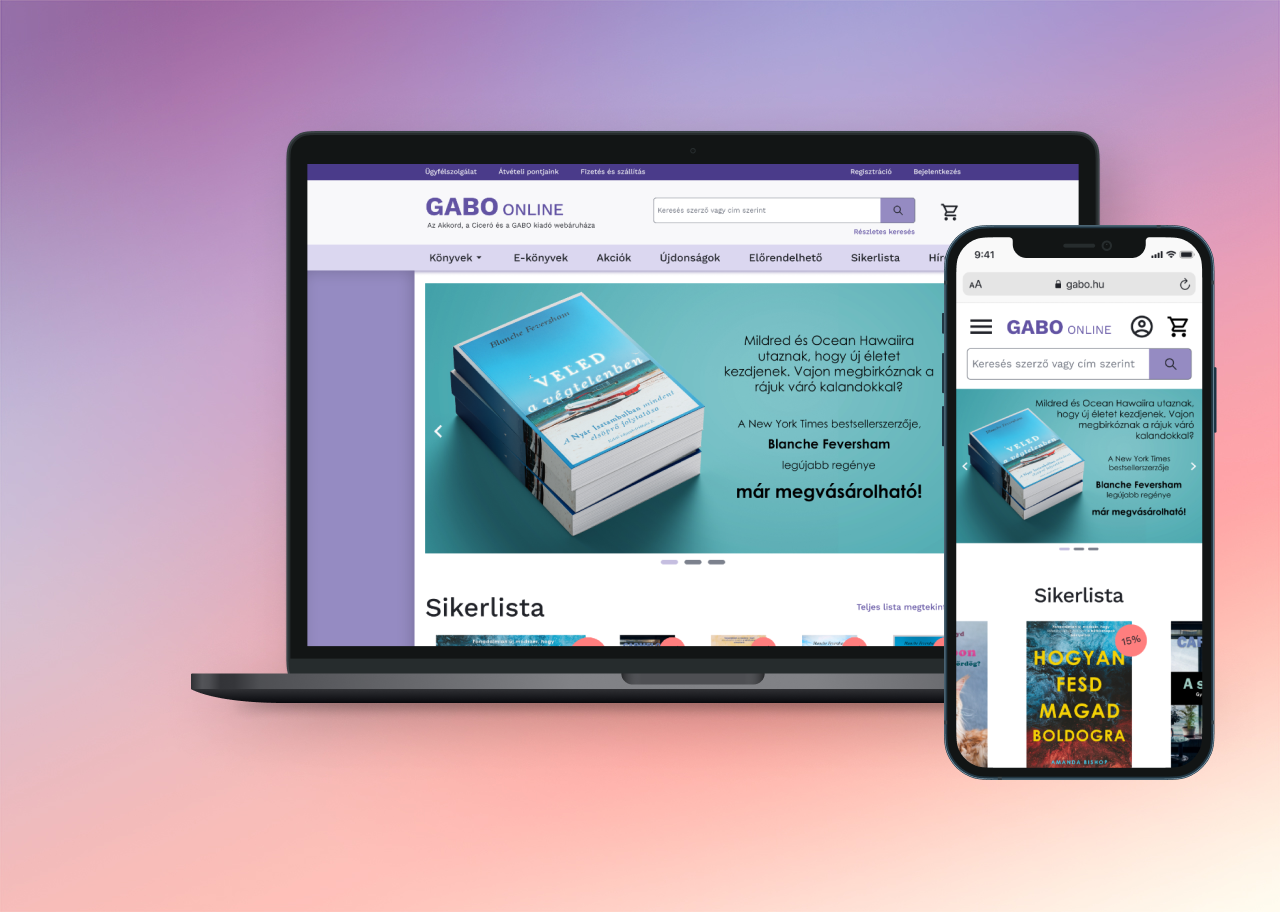 Ügyfélszolgálat Átvételi pontjaink Fizetés és szállítás Regisztráció Bejelentkezés
GABO ONLINE
Az Akkord, a Ciceró és a GABO kiadó webáruháza
Keresés szerző vagy cím szerint
Részletes keresés
Könyvek E-könyvek Akciók Újdonságok Előrendelhető Sikerlista Hír
Blanche Feversham
VELED
a végtelenben
A Nyár Isztambulban mindent
elsöprő folytatása
Mildred és Ocean Hawaiira
utaznak, hogy új életet
kezdjenek. Vajon megbirkóznak a
rájuk váró kalandokkal?
A New York Times bestsellerszerzője,
Blanche Feversham
legújabb regénye
már megvásárolható!
Sikerlista
Teljes lista megtekint
9:41
AA gabo.hu
GABO ONLINE
Keresés szerző vagy cím szerint
Mildred és Ocean Hawaiira utaznak,
hogy új életet kezdjenek. Vajon
megbirkóznak a rájuk váró
kalandokkal?
VELED
a végtelenben
A New York Times
bestsellerszerzője
Blanche Feversham
legújabb regénye
már megvásárolható!
Sikerlista
15%
HOGYAN
FESD
MAGAD
BOLDOGRA
AMANDA BISHOP